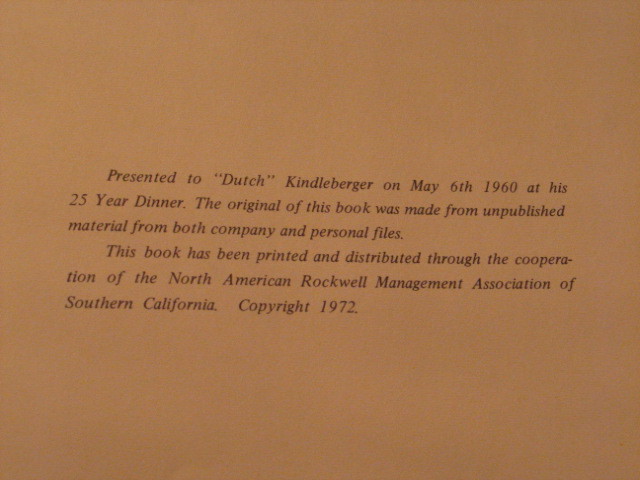 Presented to "Dutch" Kindleberger on May 6th 1960 at his
25 Year Dinner. The original of this book was made from unpublished
material from both company and personal files.
This book has been printed and distributed through the coopera-
tion of the North American Rockwell Management Association of
Southern California. Copyright 1972.